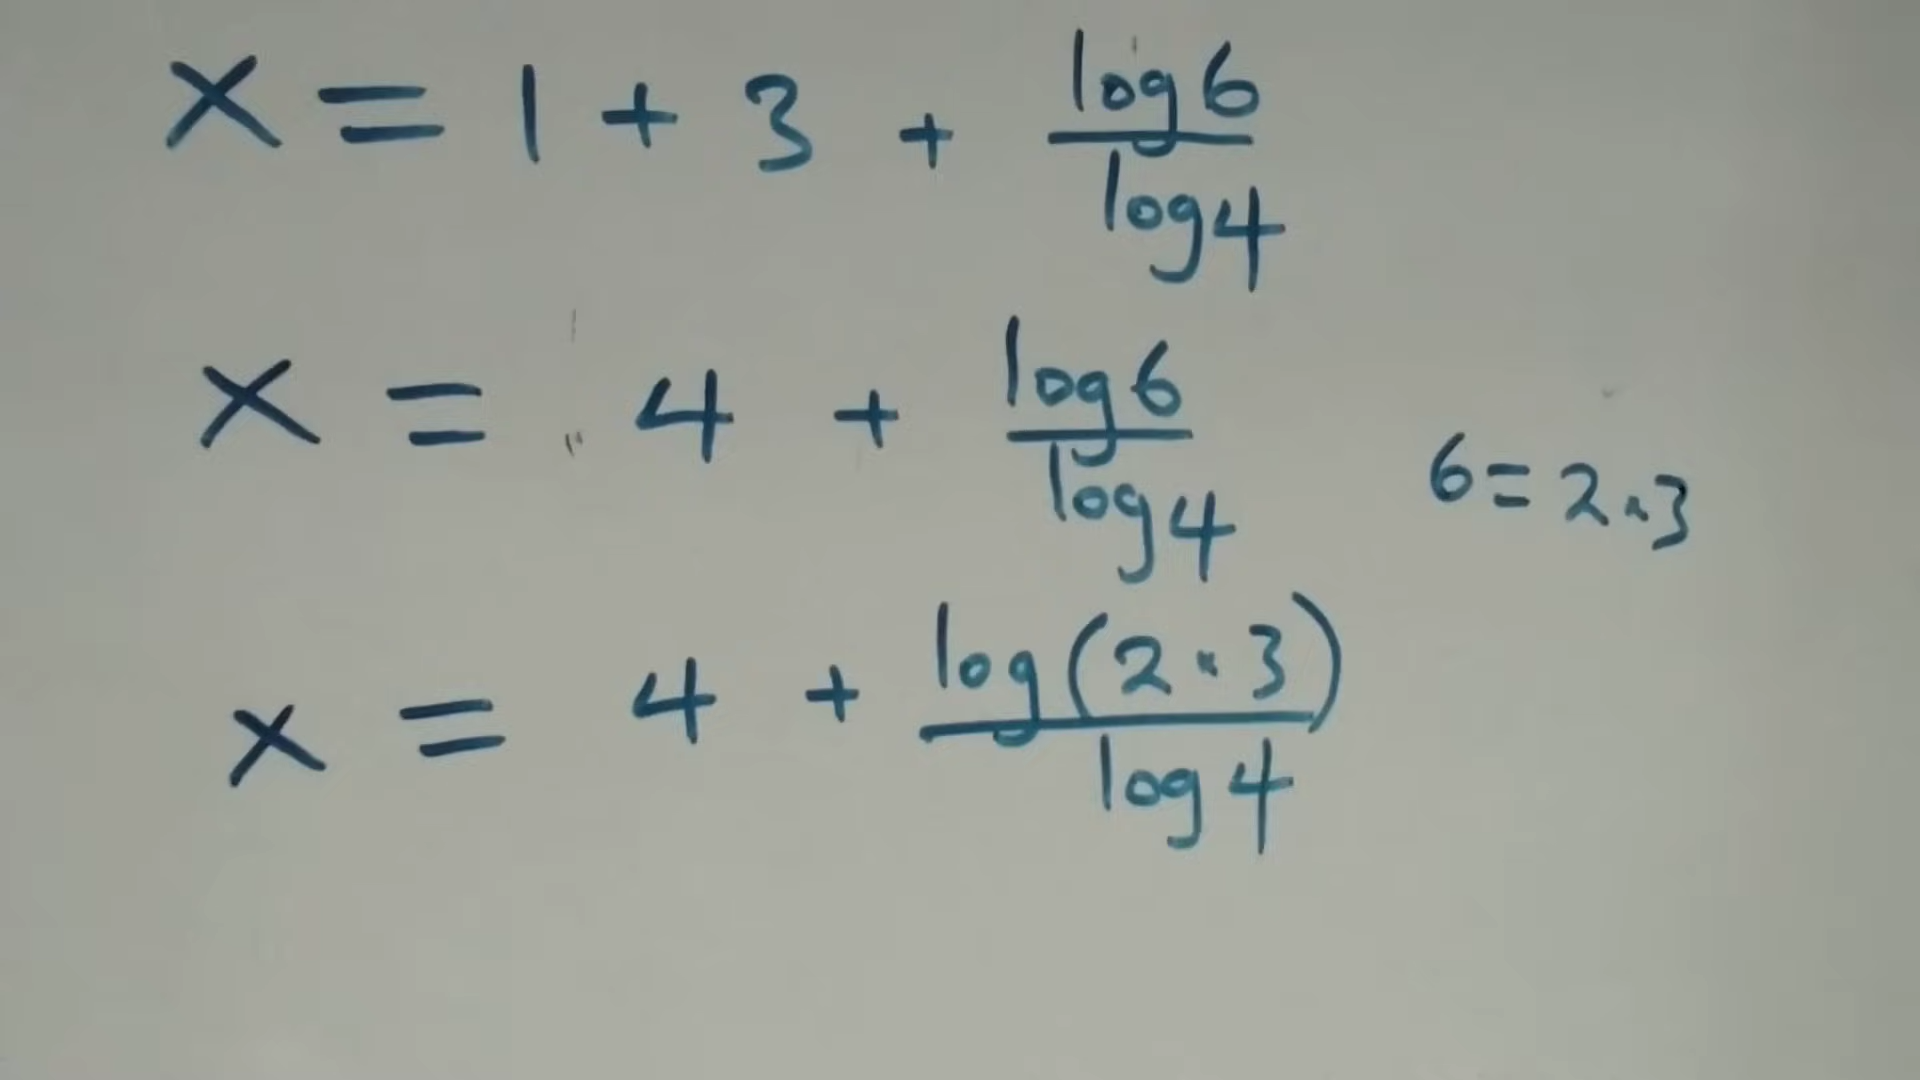 x = 1 + 3 + log6/log4
x = 4 + log6/log4
6 = 2×3
x = 4 + log(2×3)/log4